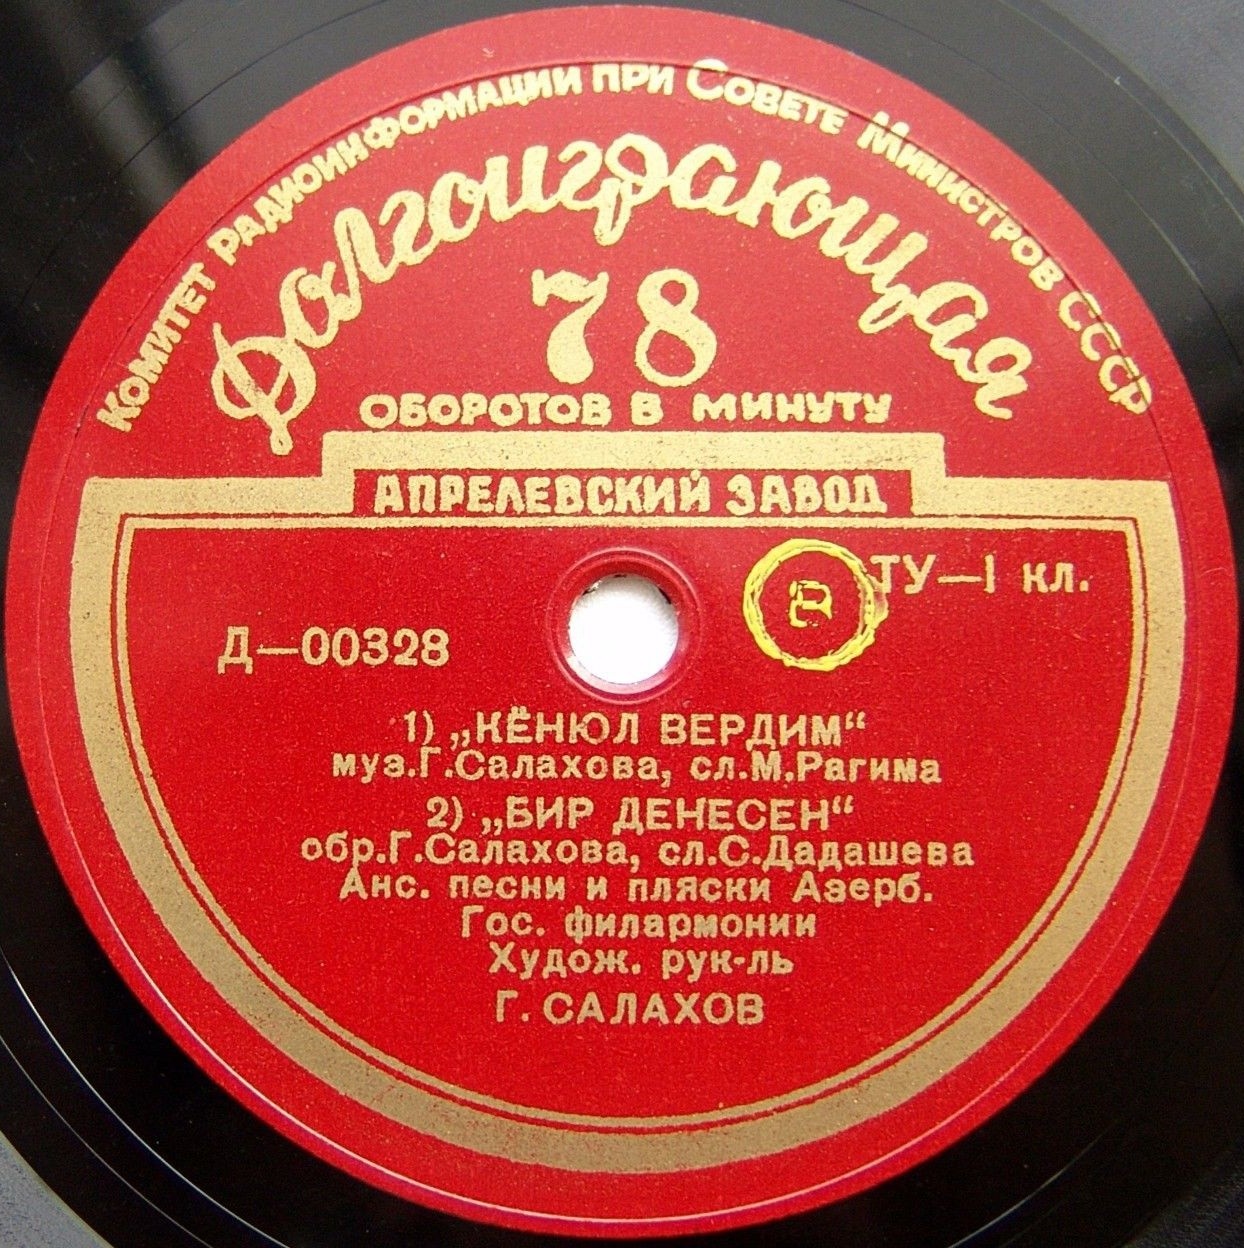 Комитет Радиоинформации при Совете Министров СССР
Долгоиграющая
78
ОБОРОТОВ В МИНУТУ
АПРЕЛЕВСКИЙ ЗАВОД
В
ТУ—1 кл.
Д—00328
1) „КЁНЮЛ ВЕРДИМ“
муз.Г.Салахова, сл.М.Рагима
2) „БИР ДЕНЕСЕН“
обр.Г.Салахова, сл.С.Дадашева
Анс. песни и пляски Азерб.
Гос. филармонии
Худож. рук-ль
Г. САЛАХОВ